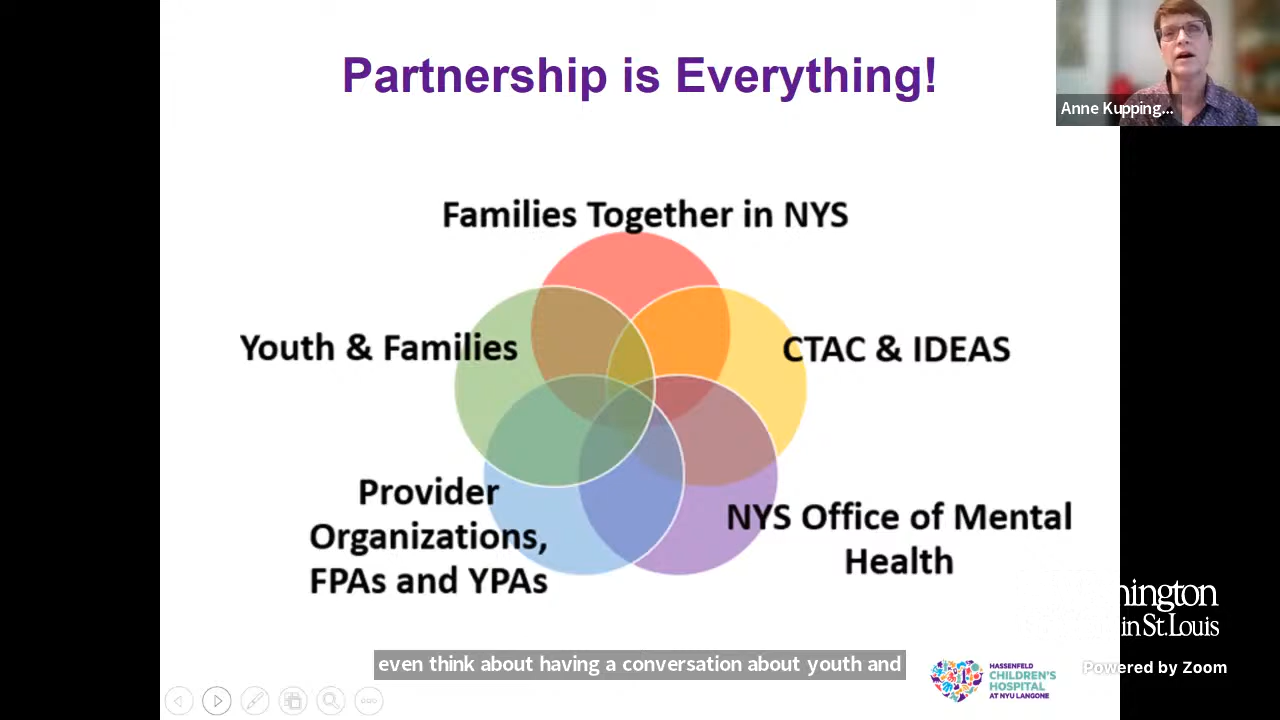 Partnership is Everything!
Anne Kupping...
Families Together in NYS
Youth & Families
CTAC & IDEAS
Provider
Organizations,
FPAs and YPAs
NYS Office of Mental
Health
even think about having a conversation about youth and
HASSENFELD
CHILDREN'S
HOSPITAL
AT NYU LANGONE
in St. Louis
Powered by Zoom